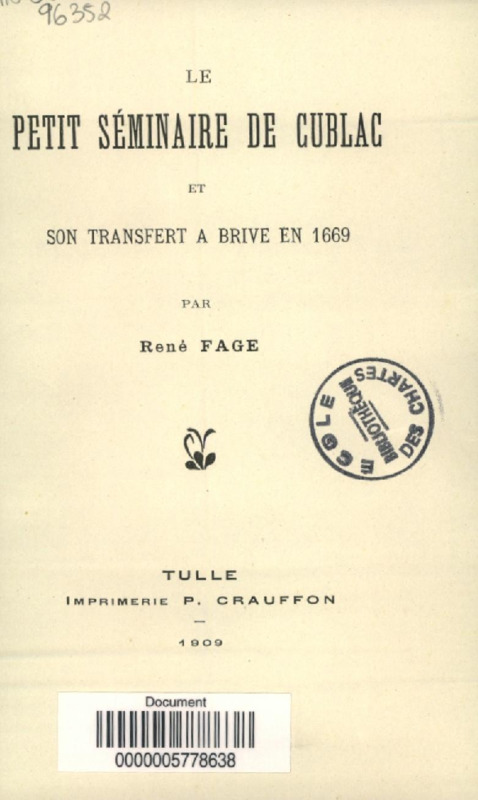 96352
LE
PETIT SÉMINAIRE DE CUBLAC
ET
SON TRANSFERT A BRIVE EN 1669
PAR
René FAGE
ECOLE DES CHARTES
BIBLIOTHÈQUE
TULLE
IMPRIMERIE P. CRAUFFON
1909
Document
0000005778638